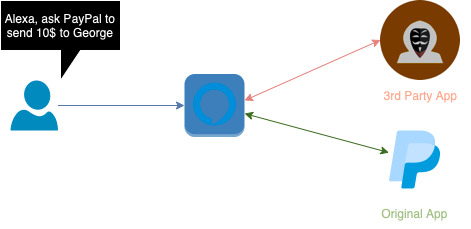 Alexa, ask PayPal to
send 10$ to George
3rd Party App
Original App